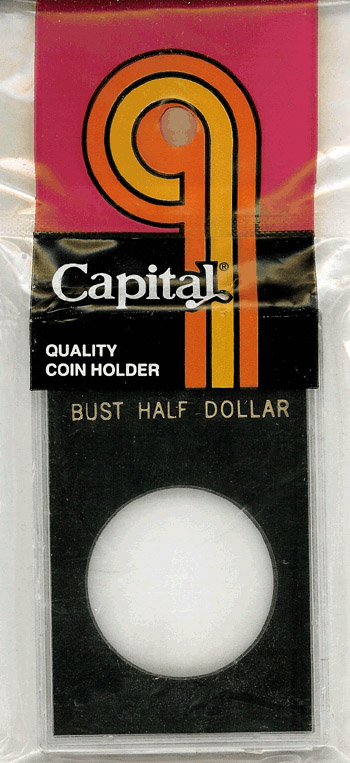 Capital®
QUALITY
COIN HOLDER
BUST HALF DOLLAR